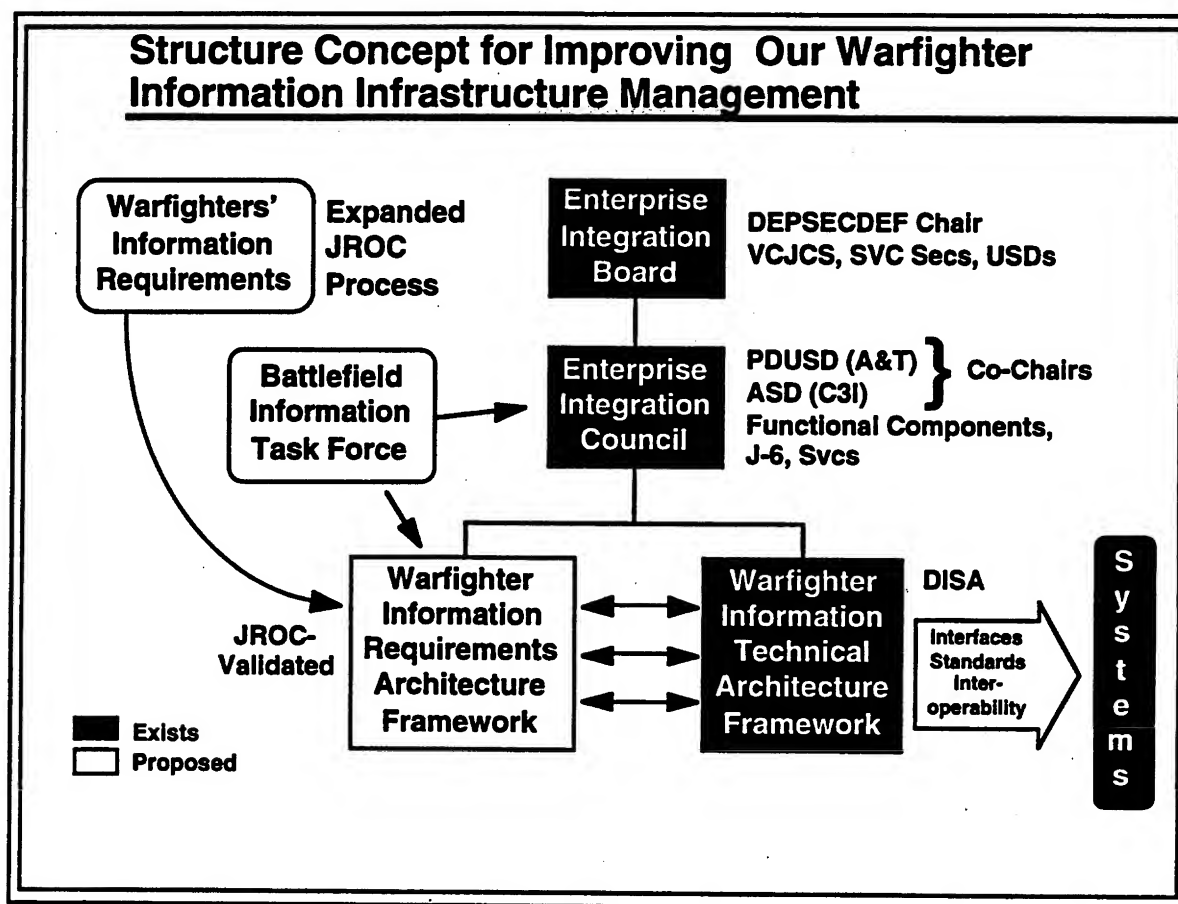 Structure Concept for Improving Our Warfighter
Information Infrastructure Management
Warfighters'
Information
Requirements
Expanded
JROC
Process
Enterprise
Integration
Board
DEPSECDEF Chair
VCJCS, SVC Secs, USDs
Battlefield
Information
Task Force
Enterprise
Integration
Council
PDUSD (A&T)
ASD (C3I)
} Co-Chairs
Functional Components,
J-6, Svcs
JROC-
Validated
Warfighter
Information
Requirements
Architecture
Framework
Warfighter
Information
Technical
Architecture
Framework
DISA
Interfaces
Standards
Inter-
operability
S
y
s
t
e
m
s
Exists
Proposed